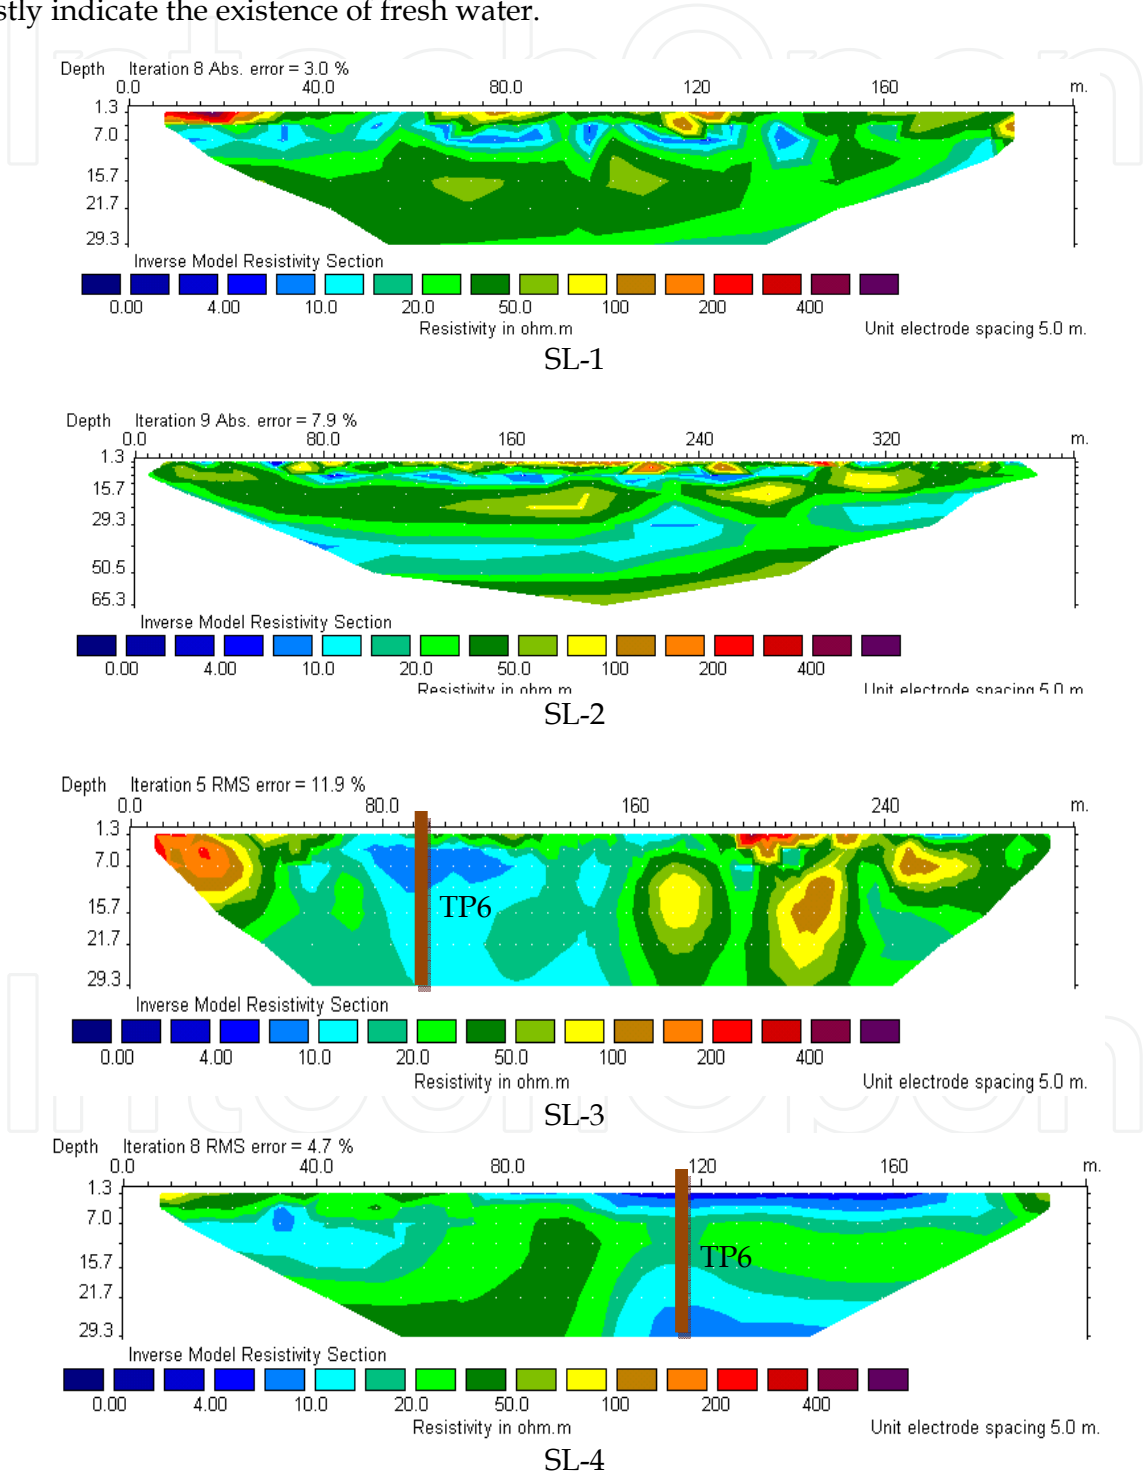 stly indicate the existence of fresh water.
Depth Iteration 8 Abs. error = 3.0 %
0.0 40.0 80.0 120 160 m.
1.3
7.0
15.7
21.7
29.3
Inverse Model Resistivity Section
0.00 4.00 10.0 20.0 50.0 100 200 400
Resistivity in ohm.m Unit electrode spacing 5.0 m.
SL-1
Depth Iteration 9 Abs. error = 7.9 %
0.0 80.0 160 240 320 m.
1.3
15.7
29.3
50.5
65.3
Inverse Model Resistivity Section
0.00 4.00 10.0 20.0 50.0 100 200 400
Resistivity in ohm.m Unit electrode spacing 5.0 m.
SL-2
Depth Iteration 5 RMS error = 11.9 %
0.0 80.0 160 240 m.
1.3
7.0
15.7
TP6
21.7
29.3
Inverse Model Resistivity Section
0.00 4.00 10.0 20.0 50.0 100 200 400
Resistivity in ohm.m Unit electrode spacing 5.0 m.
SL-3
Depth Iteration 8 RMS error = 4.7 %
0.0 40.0 80.0 120 160 m.
1.3
7.0
15.7
TP6
21.7
29.3
Inverse Model Resistivity Section
0.00 4.00 10.0 20.0 50.0 100 200 400
Resistivity in ohm.m Unit electrode spacing 5.0 m.
SL-4
IntechOpen
IntechOpen